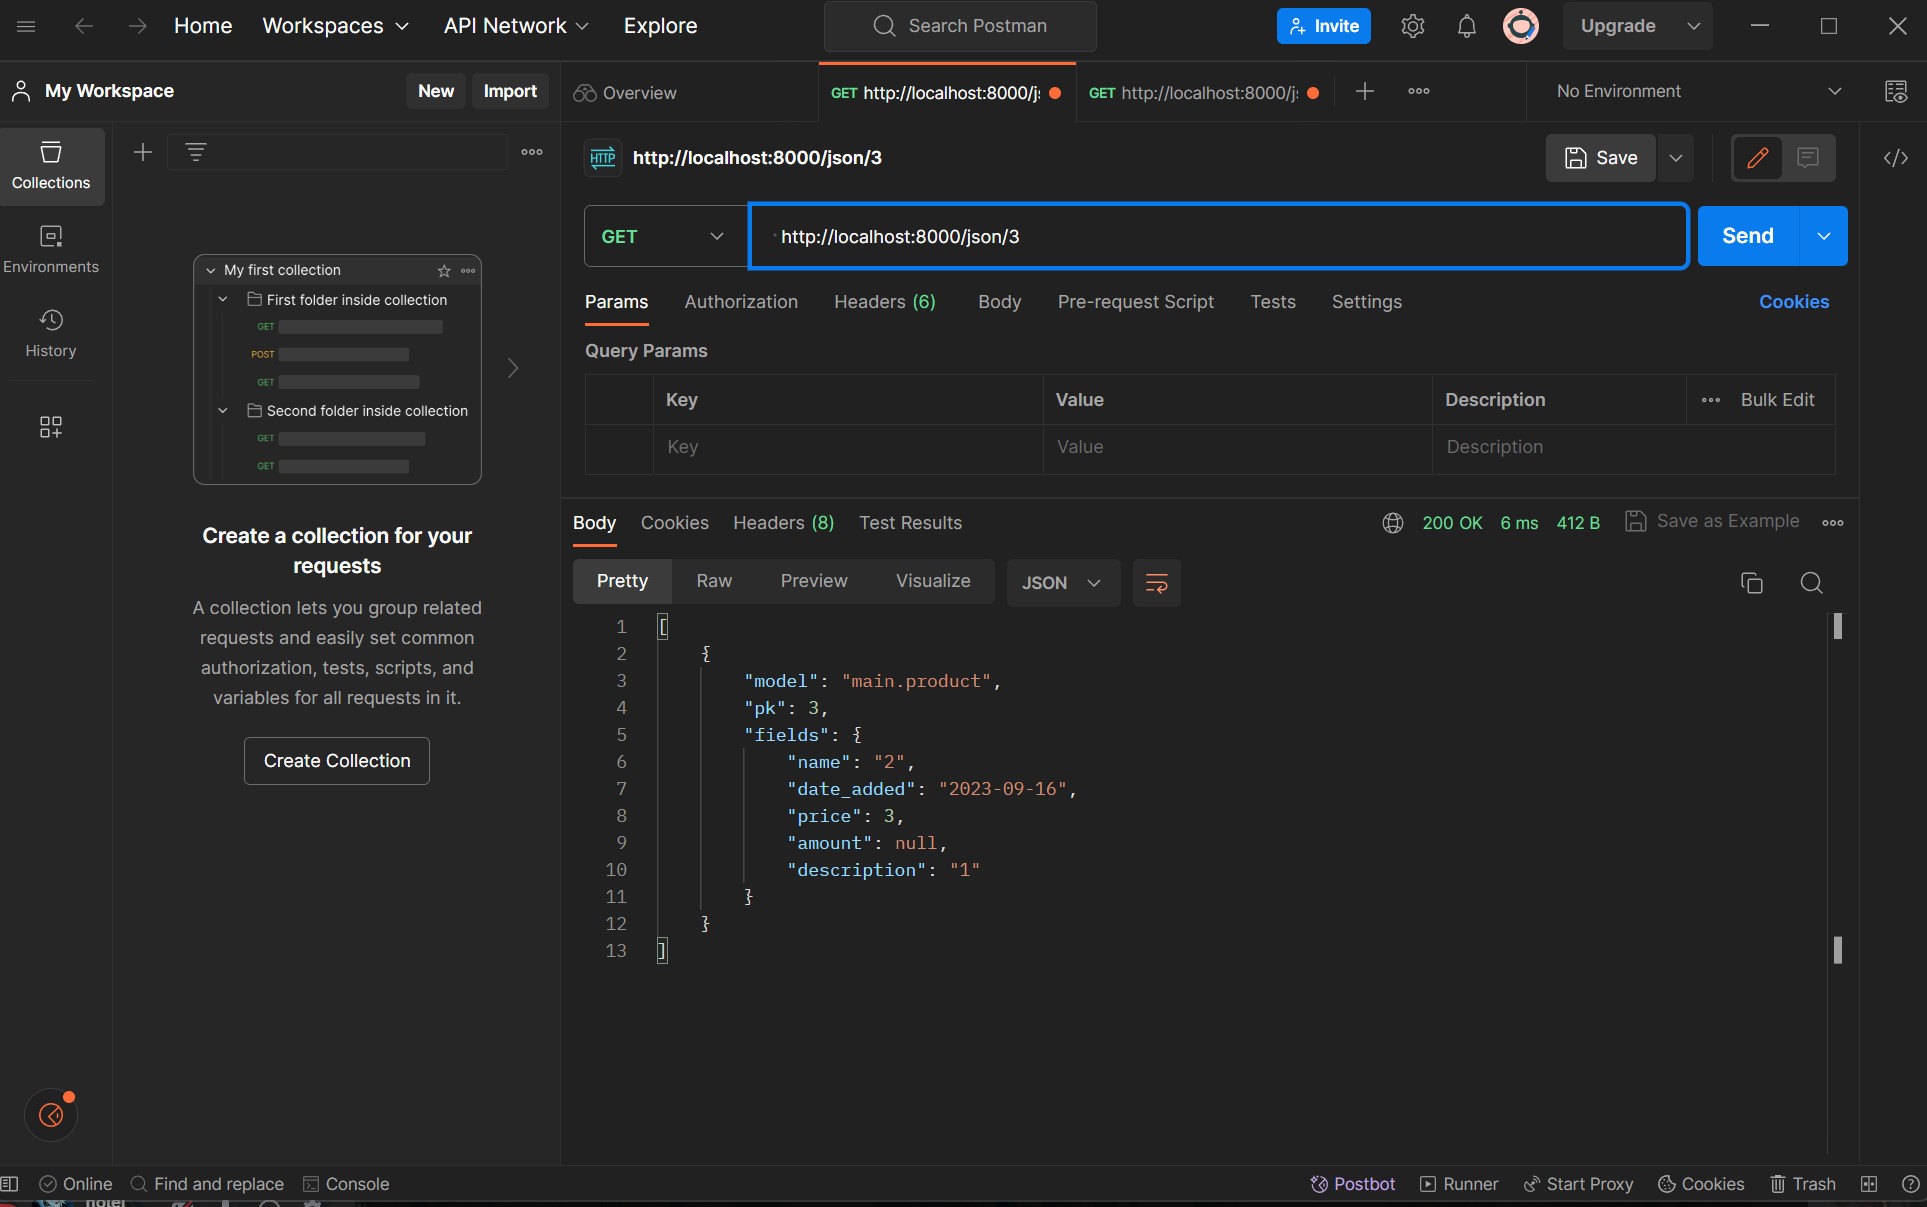 Home Workspaces API Network Explore Search Postman Invite Upgrade
My Workspace New Import Overview GET http://localhost:8000/j GET http://localhost:8000/j No Environment
Collections
Environments
History
HTTP http://localhost:8000/json/3 Save
GET http://localhost:8000/json/3 Send
Params Authorization Headers (6) Body Pre-request Script Tests Settings Cookies
Query Params
Key Value Description Bulk Edit
Key Value Description
My first collection
First folder inside collection
GET
POST
GET
Second folder inside collection
GET
GET
Create a collection for your
requests
A collection lets you group related
requests and easily set common
authorization, tests, scripts, and
variables for all requests in it.
Create Collection
Body Cookies Headers (8) Test Results 200 OK 6 ms 412 B Save as Example
Pretty Raw Preview Visualize JSON
1 [
2 {
3 "model": "main.product",
4 "pk": 3,
5 "fields": {
6 "name": "2",
7 "date_added": "2023-09-16",
8 "price": 3,
9 "amount": null,
10 "description": "1"
11 }
12 }
13 ]
Online Find and replace Console Postbot Runner Start Proxy Cookies Trash